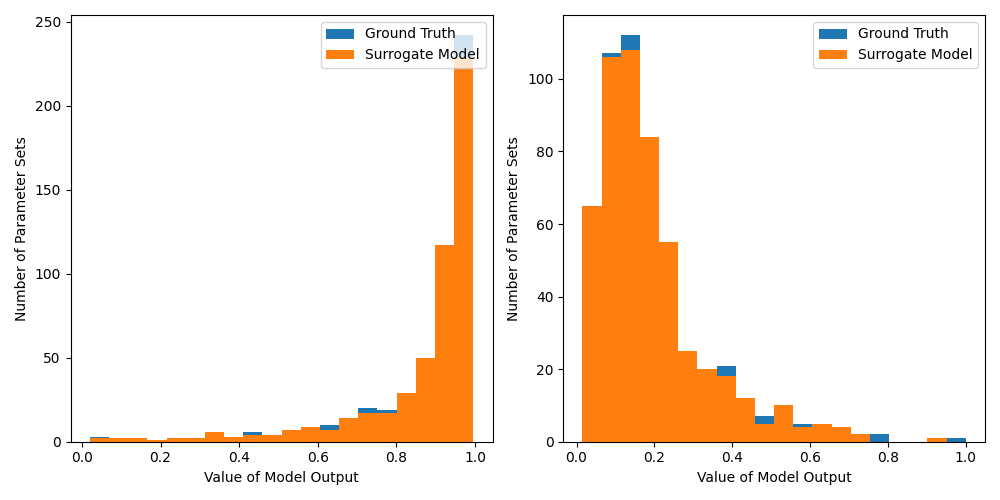 250
200
150
100
50
0
Number of Parameter Sets
0.0 0.2 0.4 0.6 0.8 1.0
Value of Model Output
Ground Truth
Surrogate Model
100
80
60
40
20
0
Number of Parameter Sets
0.0 0.2 0.4 0.6 0.8 1.0
Value of Model Output
Ground Truth
Surrogate Model